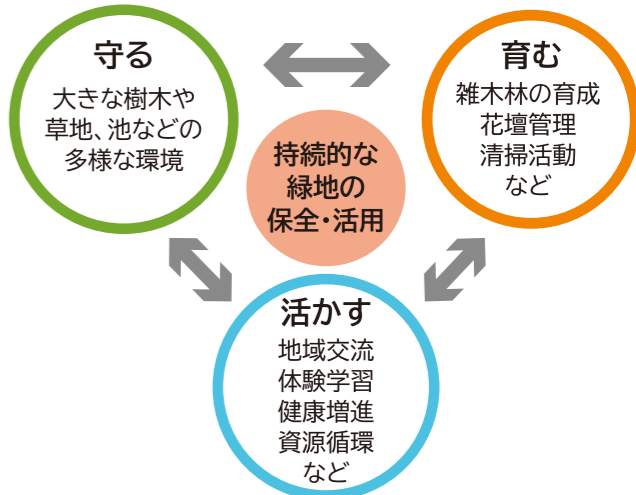 守る
大きな樹木や
草地、池などの
多様な環境
育む
雑木林の育成
花壇管理
清掃活動
など
持続的な
緑地の
保全・活用
活かす
地域交流
体験学習
健康増進
資源循環
など